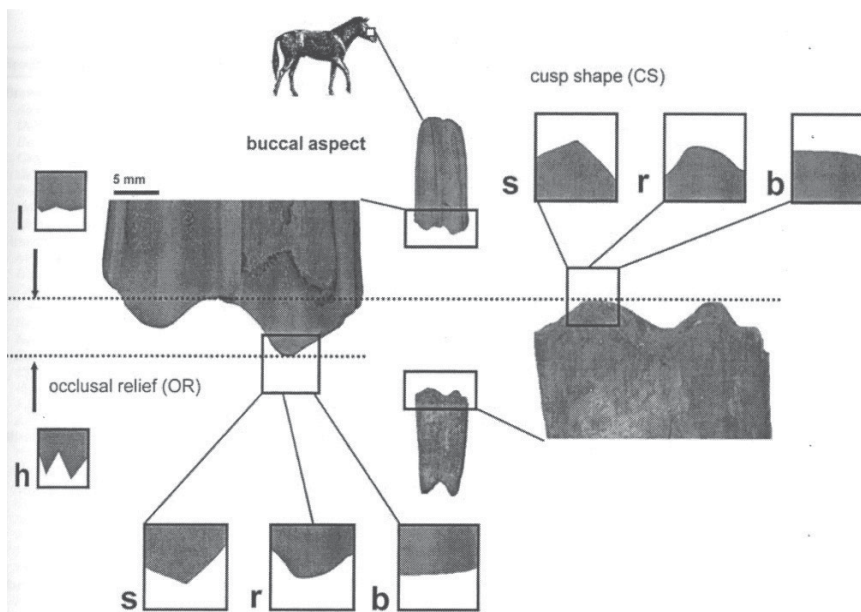 cusp shape (CS)
buccal aspect
5 mm
s
r
b
l
occlusal relief (OR)
h
s
r
b